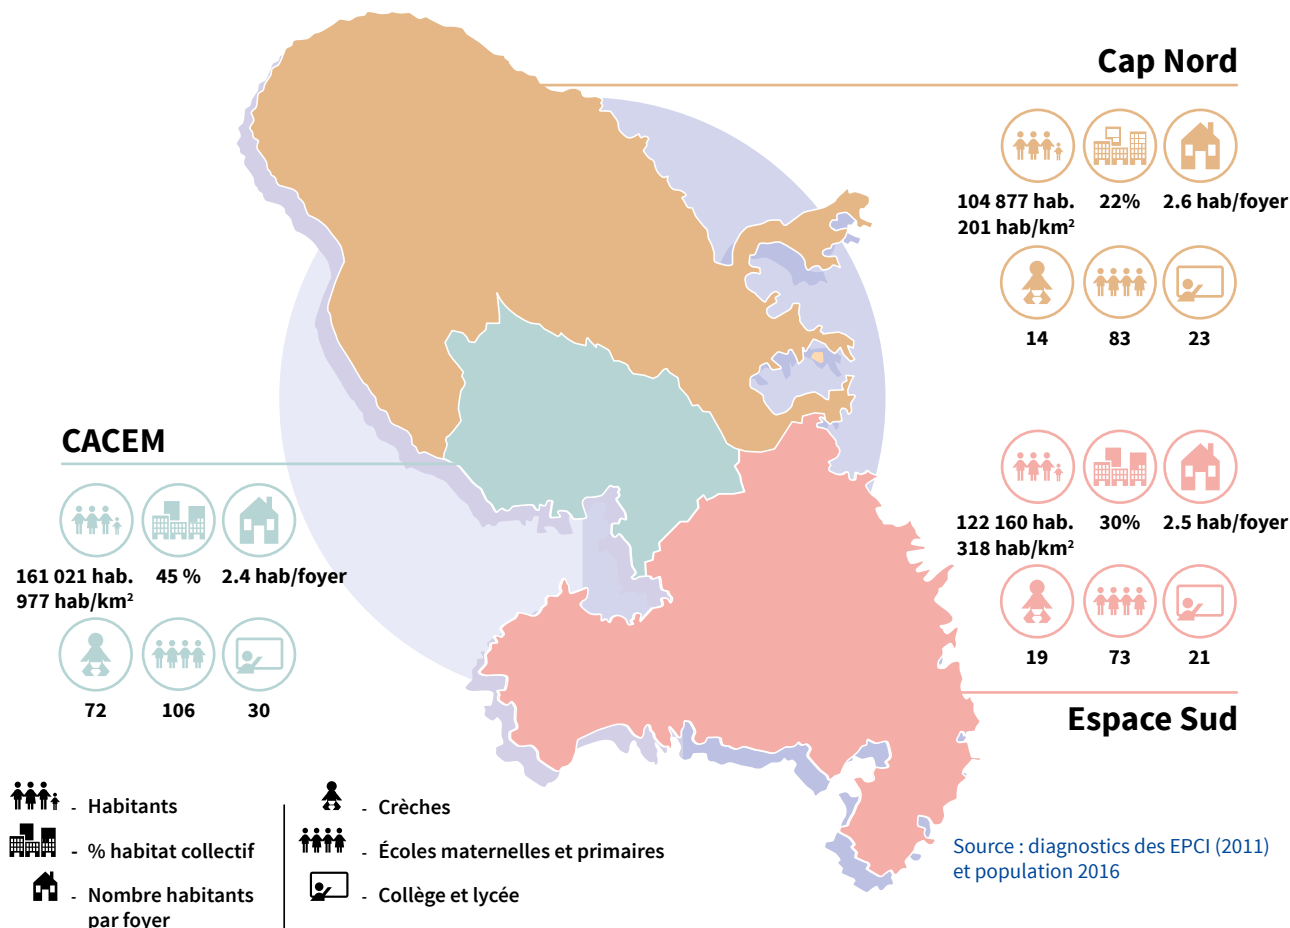 Cap Nord
104 877 hab.
201 hab/km²
22%
2.6 hab/foyer
14
83
23
CACEM
161 021 hab.
977 hab/km²
45 %
2.4 hab/foyer
72
106
30
122 160 hab.
318 hab/km²
30%
2.5 hab/foyer
19
73
21
Espace Sud
- Habitants
- % habitat collectif
- Nombre habitants
par foyer
- Crèches
- Écoles maternelles et primaires
- Collège et lycée
Source : diagnostics des EPCI (2011)
et population 2016